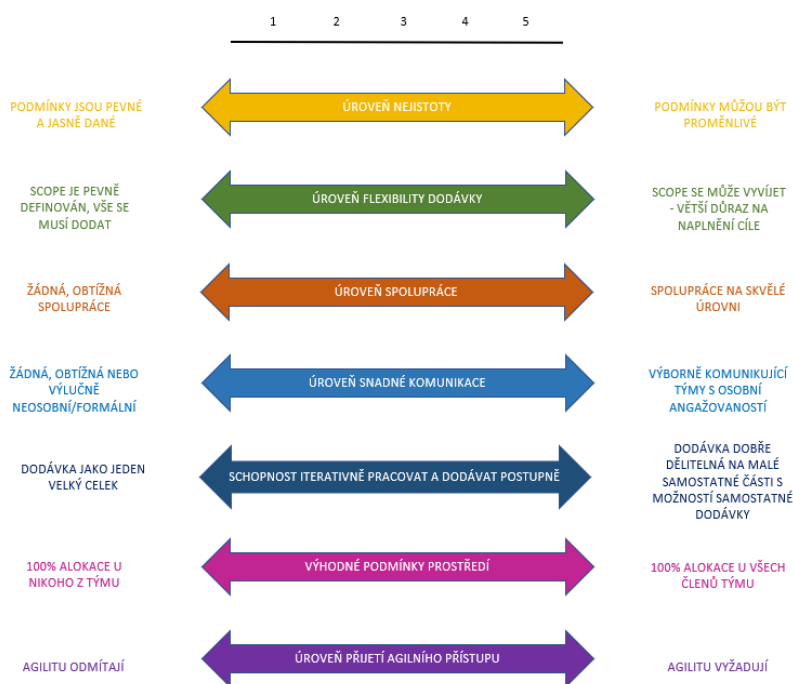 1 2 3 4 5
PODMÍNKY JSOU PEVNÉ
A JASNĚ DANÉ
ÚROVEŇ NEJISTOTY
PODMÍNKY MŮŽOU BÝT
PROMĚNLIVÉ
SCOPE JE PEVNĚ
DEFINOVÁN, VŠE SE
MUSÍ DODAT
ÚROVEŇ FLEXIBILITY DODÁVKY
SCOPE SE MŮŽE VYVÍJET
- VĚTŠÍ DŮRAZ NA
NAPLNĚNÍ CÍLE
ŽÁDNÁ, OBTÍŽNÁ
SPOLUPRÁCE
ÚROVEŇ SPOLUPRÁCE
SPOLUPRÁCE NA SKVĚLÉ
ÚROVNI
ŽÁDNÁ, OBTÍŽNÁ NEBO
VÝLUČNĚ
NEOSOBNÍ/FORMÁLNÍ
ÚROVEŇ SNADNÉ KOMUNIKACE
VÝBORNĚ KOMUNIKUJÍCÍ
TÝMY S OSOBNÍ
ANGAŽOVANOSTÍ
DODÁVKA JAKO JEDEN
VELKÝ CELEK
SCHOPNOST ITERATIVNĚ PRACOVAT A DODÁVAT POSTUPNĚ
DODÁVKA DOBŘE
DĚLITELNÁ NA MALÉ
SAMOSTATNÉ ČÁSTI S
MOŽNOSTÍ SAMOSTATNÉ
DODÁVKY
100% ALOKACE U
NIKOHO Z TÝMU
VÝHODNÉ PODMÍNKY PROSTŘEDÍ
100% ALOKACE U VŠECH
ČLENŮ TÝMU
AGILITU ODMÍTAJÍ
ÚROVEŇ PŘIJETÍ AGILNÍHO PŘÍSTUPU
AGILITU VYŽADUJÍ